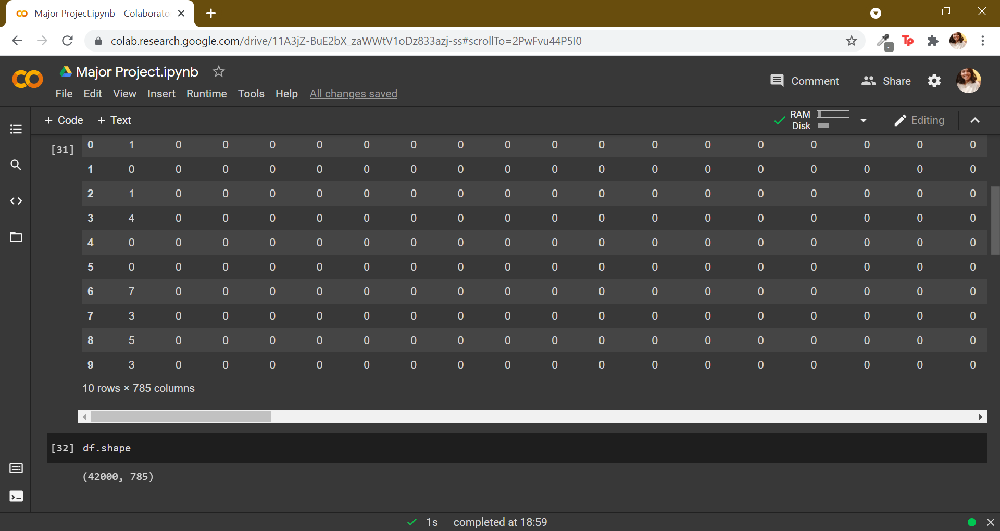 Major Project.ipynb - Colaborato
colab.research.google.com/drive/11A3jZ-BuE2bX_zaWWtV1oDz833azj-ss#scrollTo=2PwFvu44P5I0
Tp
Major Project.ipynb
Comment Share
File Edit View Insert Runtime Tools Help All changes saved
+ Code + Text
RAM
Disk
Editing
[31] 0 1 0 0 0 0 0 0 0 0 0 0 0 0 0 0 0 0 0
1 0 0 0 0 0 0 0 0 0 0 0 0 0 0 0 0 0 0
2 1 0 0 0 0 0 0 0 0 0 0 0 0 0 0 0 0 0
3 4 0 0 0 0 0 0 0 0 0 0 0 0 0 0 0 0 0
4 0 0 0 0 0 0 0 0 0 0 0 0 0 0 0 0 0 0
5 0 0 0 0 0 0 0 0 0 0 0 0 0 0 0 0 0 0
6 7 0 0 0 0 0 0 0 0 0 0 0 0 0 0 0 0 0
7 3 0 0 0 0 0 0 0 0 0 0 0 0 0 0 0 0 0
8 5 0 0 0 0 0 0 0 0 0 0 0 0 0 0 0 0 0
9 3 0 0 0 0 0 0 0 0 0 0 0 0 0 0 0 0 0
10 rows × 785 columns
[32] df.shape
(42000, 785)
1s completed at 18:59